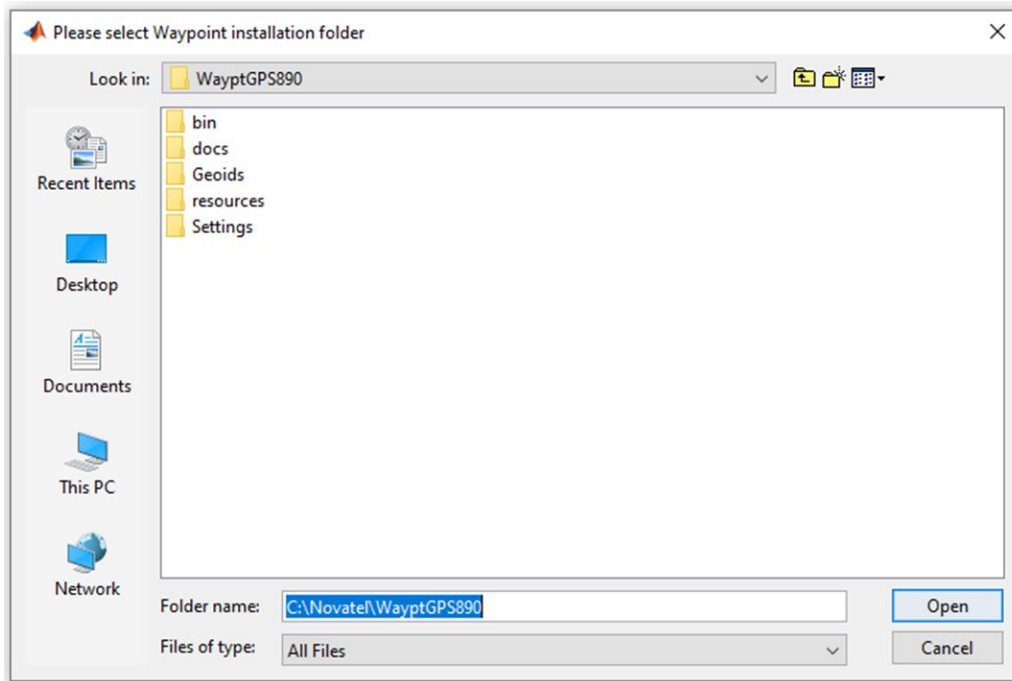 Please select Waypoint installation folder
Look in: WayptGPS890
bin
docs
Geoids
resources
Settings
Recent Items
Desktop
Documents
This PC
Network
Folder name: C:\Novatel\WayptGPS890 Open
Files of type: All Files Cancel